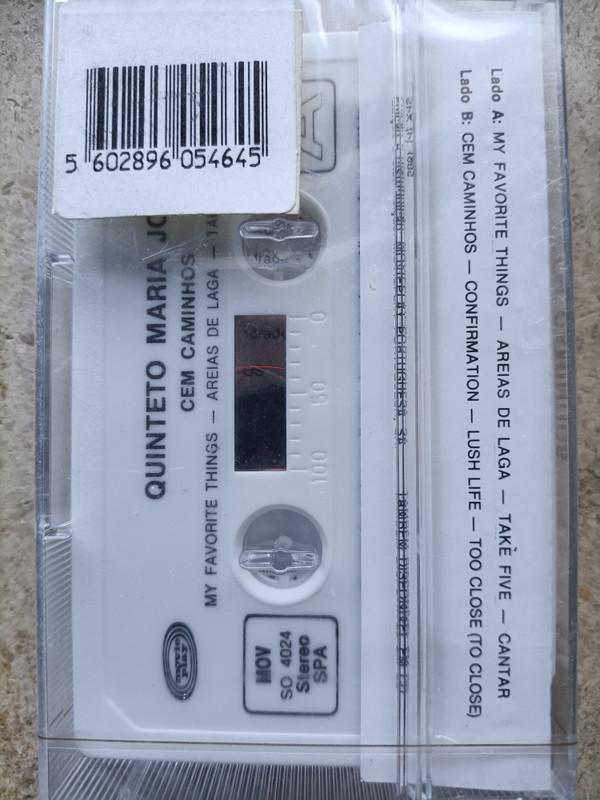 5 602896 054645
Lado A: MY FAVORITE THINGS — AREIAS DE LAGA — TAKE FIVE — CANTAR
Lado B: CEM CAMINHOS — CONFIRMATION — LUSH LIFE — TOO CLOSE (TO CLOSE)
A
QUINTETO MARIA
CEM CAMINHOS
MY FAVORITE THINGS — AREIAS DE LAGA —
0 50 100
MOV
SO 4024
Stereo
SPA
movie
play